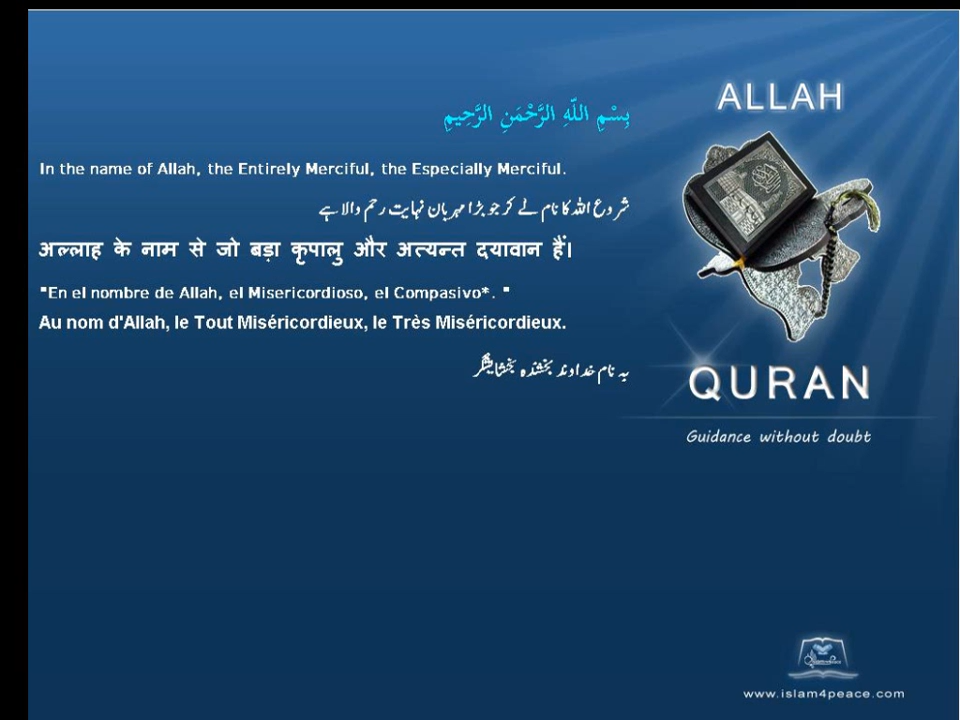 بِسْمِ اللَّهِ الرَّحْمَنِ الرَّحِيمِ
In the name of Allah, the Entirely Merciful, the Especially Merciful.
شروع الله کا نام لے کر جو بڑا مہربان نہایت رحم والا ہے
अल्लाह के नाम से जो बड़ा कृपालु और अत्यन्त दयावान हैं।
"En el nombre de Allah, el Misericordioso, el Compasivo*. "
Au nom d'Allah, le Tout Miséricordieux, le Très Miséricordieux.
به نام خداوند بخشنده بخشایشگر
ALLAH
QURAN
Guidance without doubt
www.islam4peace.com